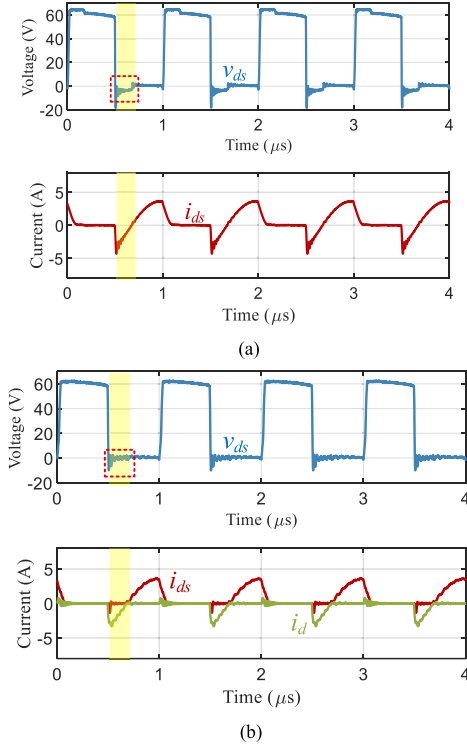 Voltage (V)
60
40
20
0
-20
v_ds
0 1 2 3 4
Time (μs)
Current (A)
5
0
-5
i_ds
0 1 2 3 4
Time (μs)
(a)
Voltage (V)
60
40
20
0
-20
v_ds
0 1 2 3 4
Time (μs)
Current (A)
5
0
-5
i_ds
i_d
0 1 2 3 4
Time (μs)
(b)